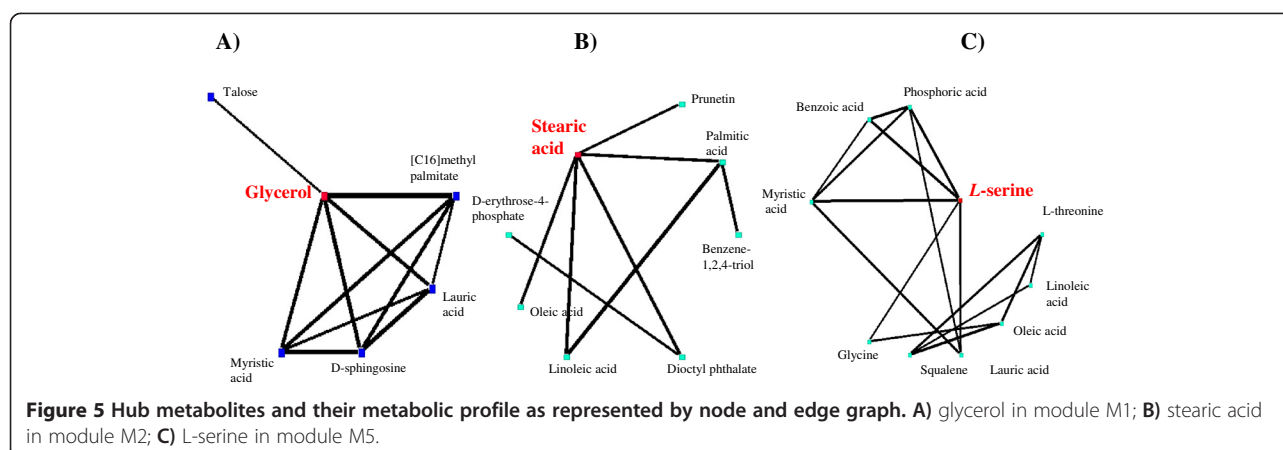 A)
B)
C)
Talose
[C16]methyl
palmitate
Glycerol
Lauric
acid
Myristic
acid
D-sphingosine
Prunetin
Stearic
acid
Palmitic
acid
D-erythrose-4-
phosphate
Benzene-
1,2,4-triol
Oleic acid
Linoleic acid
Dioctyl phthalate
Phosphoric acid
Benzoic acid
Myristic
acid
L-serine
L-threonine
Linoleic
acid
Oleic acid
Glycine
Squalene
Lauric acid
Figure 5 Hub metabolites and their metabolic profile as represented by node and edge graph. A) glycerol in module M1; B) stearic acid
in module M2; C) L-serine in module M5.